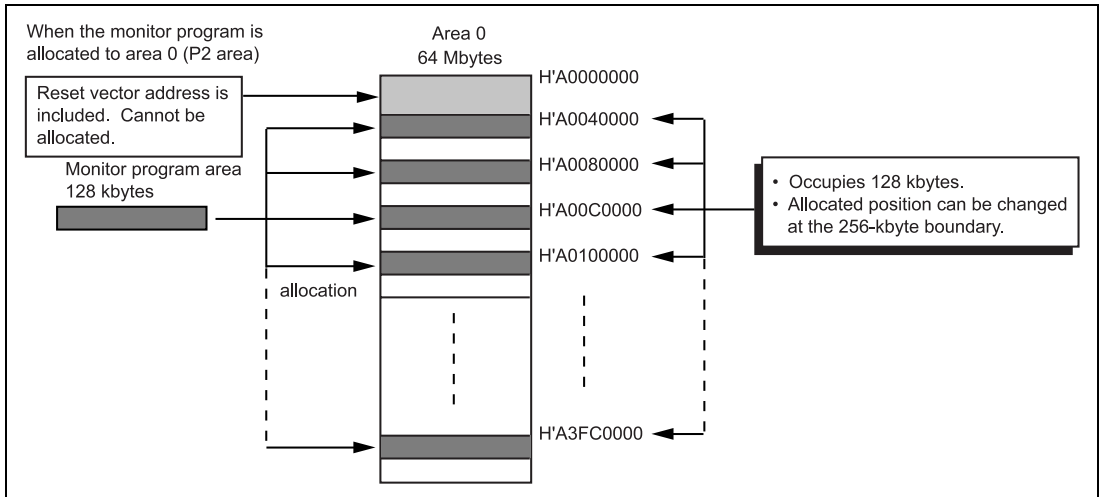 When the monitor program is
allocated to area 0 (P2 area)
Reset vector address is
included. Cannot be
allocated.
Monitor program area
128 kbytes
allocation
Area 0
64 Mbytes
H'A0000000
H'A0040000
H'A0080000
H'A00C0000
H'A0100000
H'A3FC0000
• Occupies 128 kbytes.
• Allocated position can be changed
at the 256-kbyte boundary.